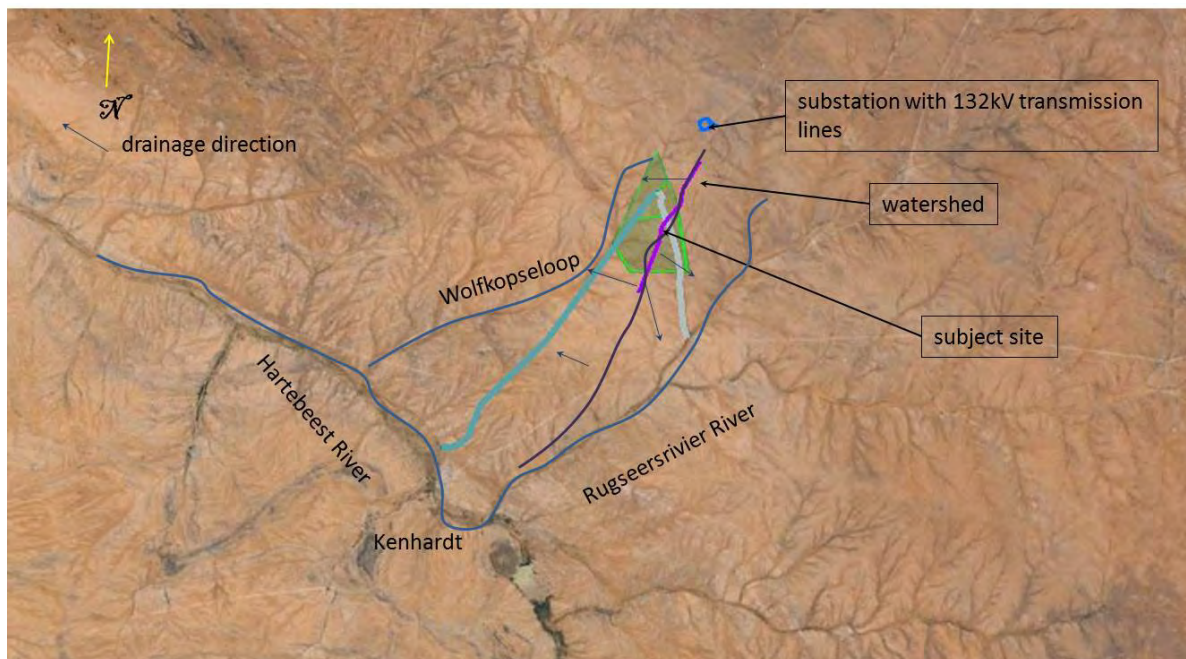 substation with 132kV transmission
lines
N
drainage direction
watershed
Wolfkopseloop
subject site
Hartebeest River
Rugseersrivier River
Kenhardt